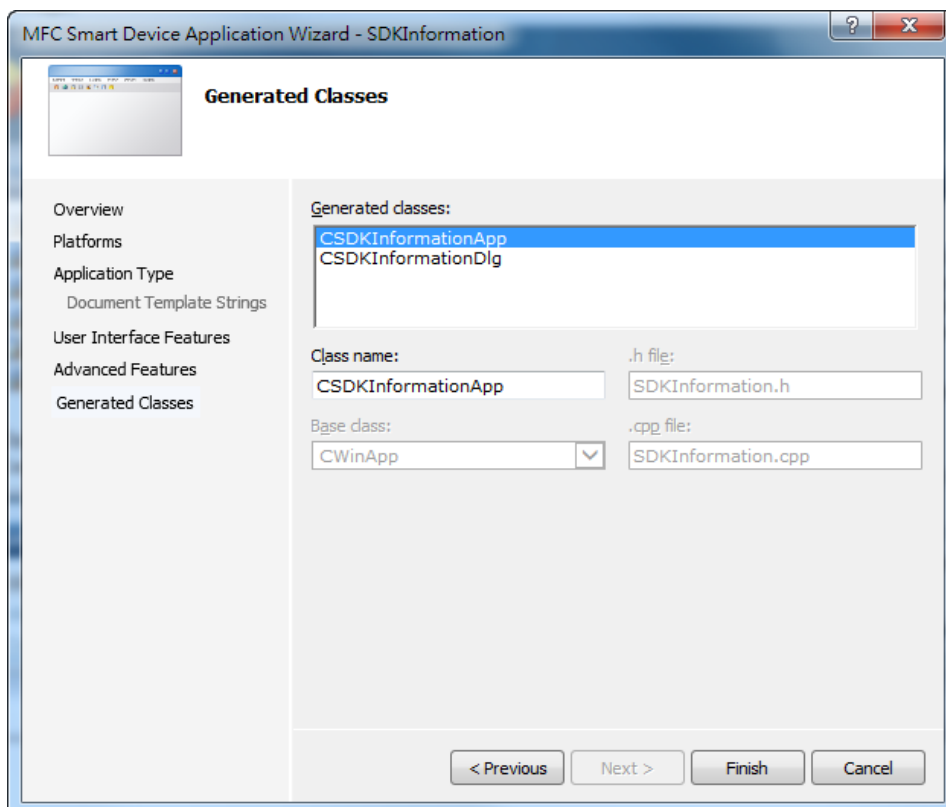 MFC Smart Device Application Wizard - SDKInformation
Generated Classes
Overview
Platforms
Application Type
Document Template Strings
User Interface Features
Advanced Features
Generated Classes
Generated classes:
CSDKInformationApp
CSDKInformationDlg
Class name:
.h file:
CSDKInformationApp
SDKInformation.h
Base class:
.cpp file:
CWinApp
SDKInformation.cpp
< Previous
Next >
Finish
Cancel